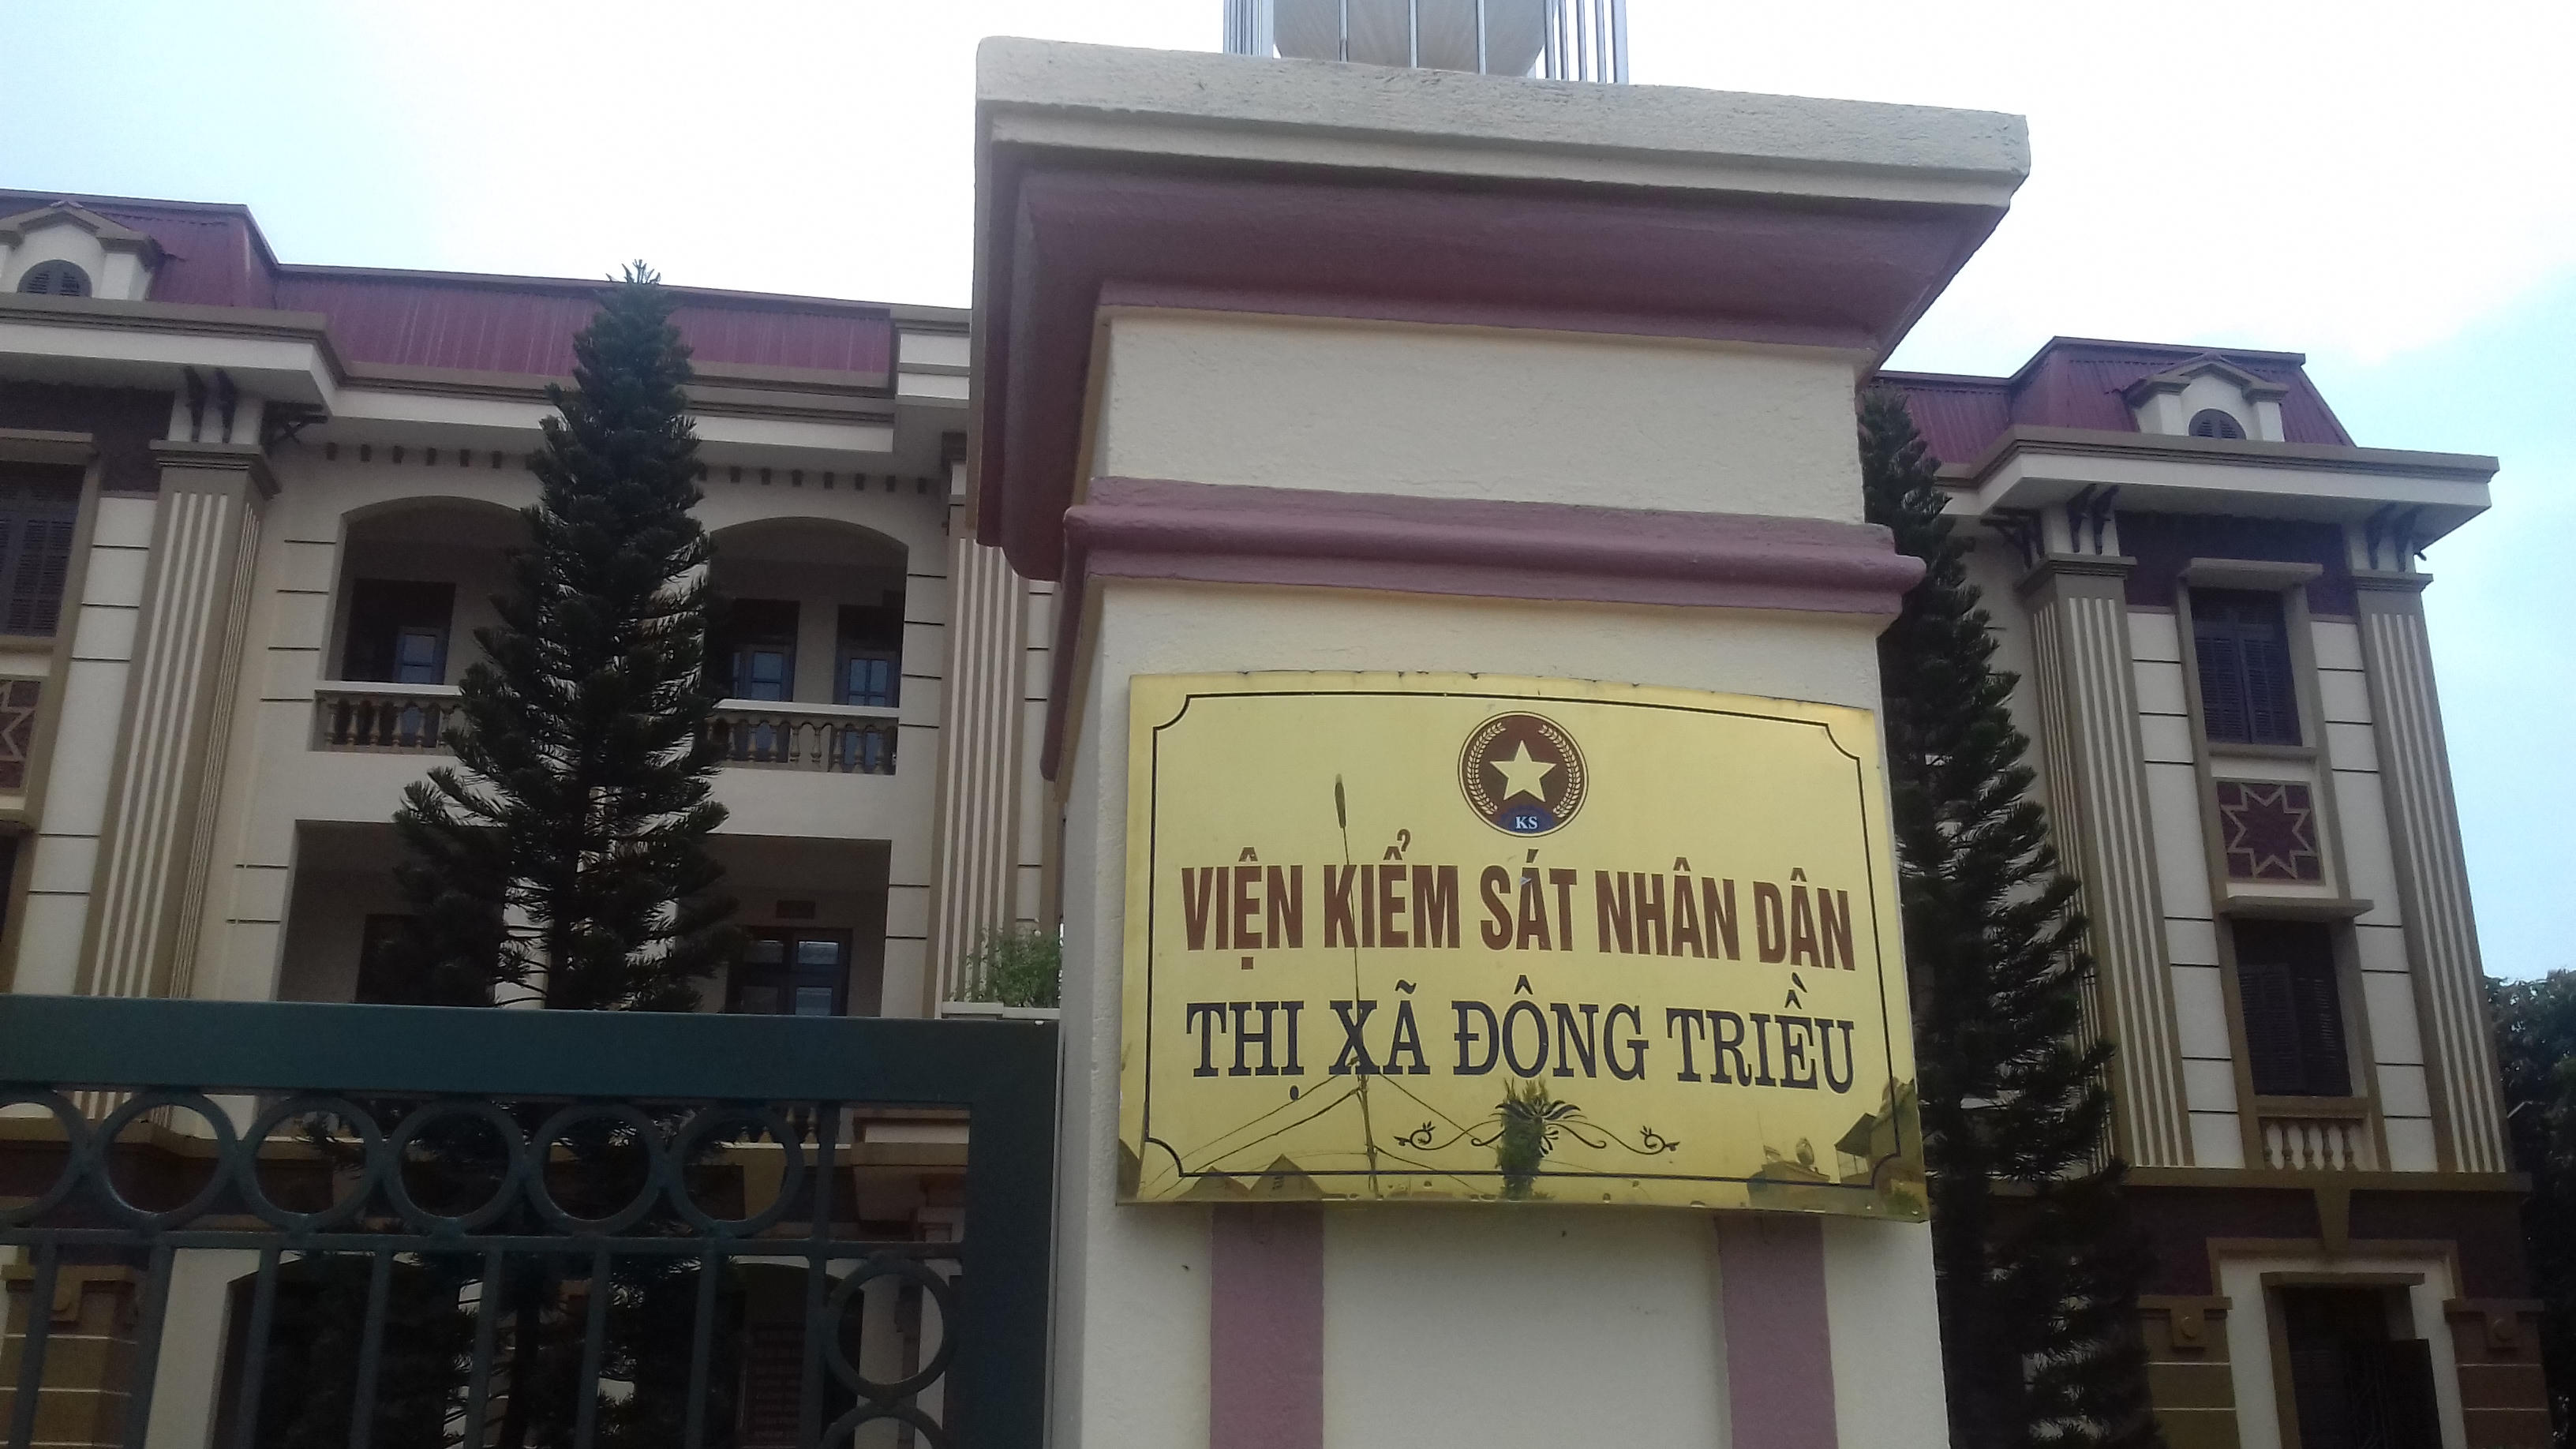 KS
VIỆN KIỂM SÁT NHÂN DÂN
THỊ XÃ ĐÔNG TRIỀU